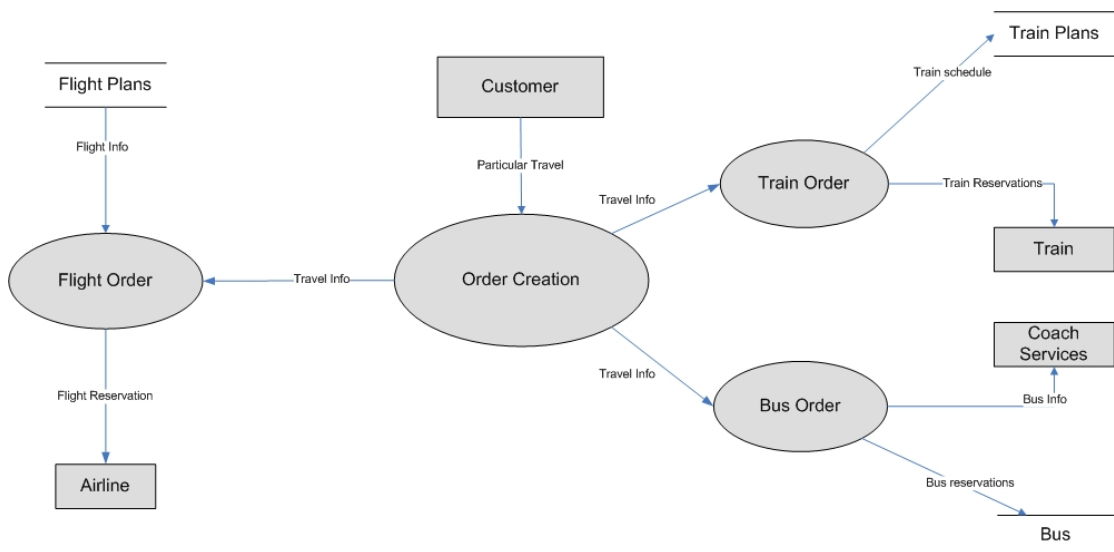 Train Plans
Flight Plans
Customer
Train schedule
Flight Info
Particular Travel
Train Order
Train Reservations
Travel Info
Train
Flight Order
Travel Info
Order Creation
Coach
Services
Travel Info
Bus Order
Bus Info
Flight Reservation
Airline
Bus reservations
Bus